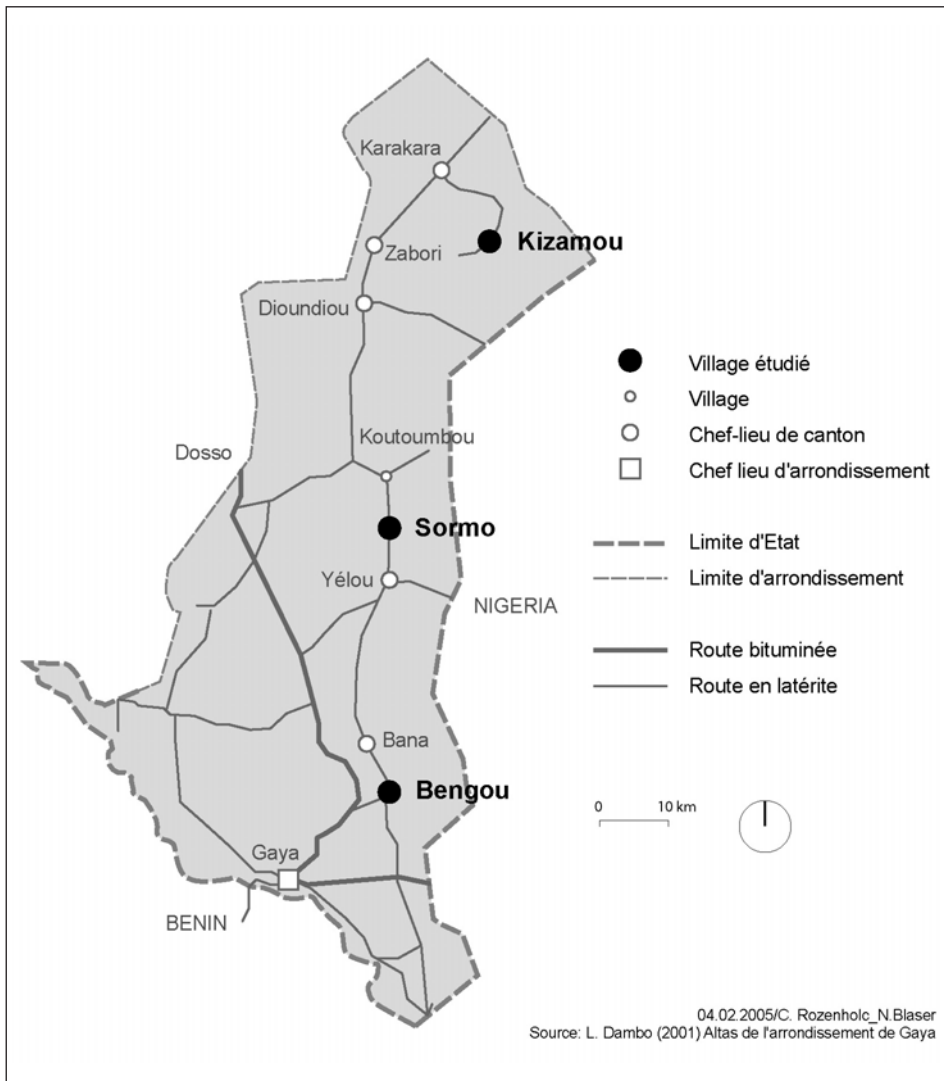 Karakara
Kizamou
Zabori
Dioundiou
Village étudié
Village
Koutoumbou
Chef-lieu de canton
Dosso
Chef lieu d'arrondissement
Sormo
Limite d'Etat
Yélou
Limite d'arrondissement
NIGERIA
Route bituminée
Route en latérite
Bana
Bengou
0 10 km
Gaya
BENIN
04.02.2005/C. Rozenholc_N.Blaser
Source: L. Dambo (2001) Altas de l'arrondissement de Gaya